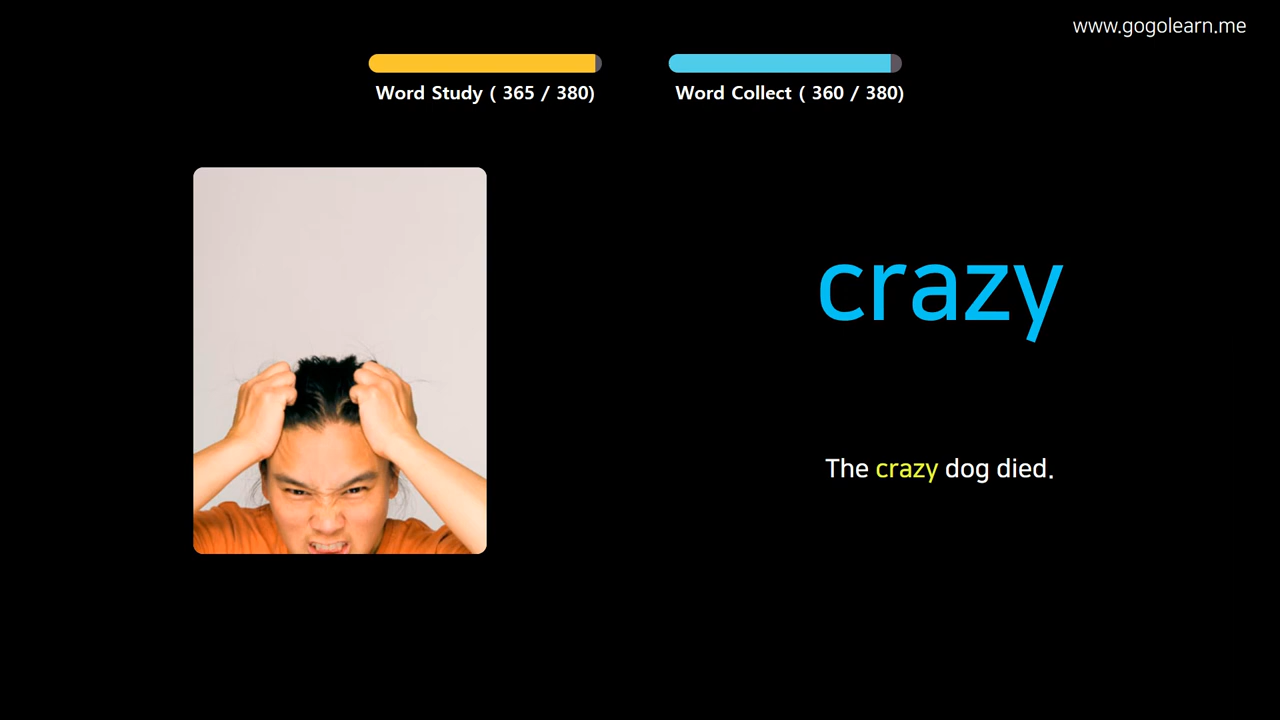 www.gogolearn.me
Word Study ( 365 / 380)
Word Collect ( 360 / 380)
crazy
The crazy dog died.